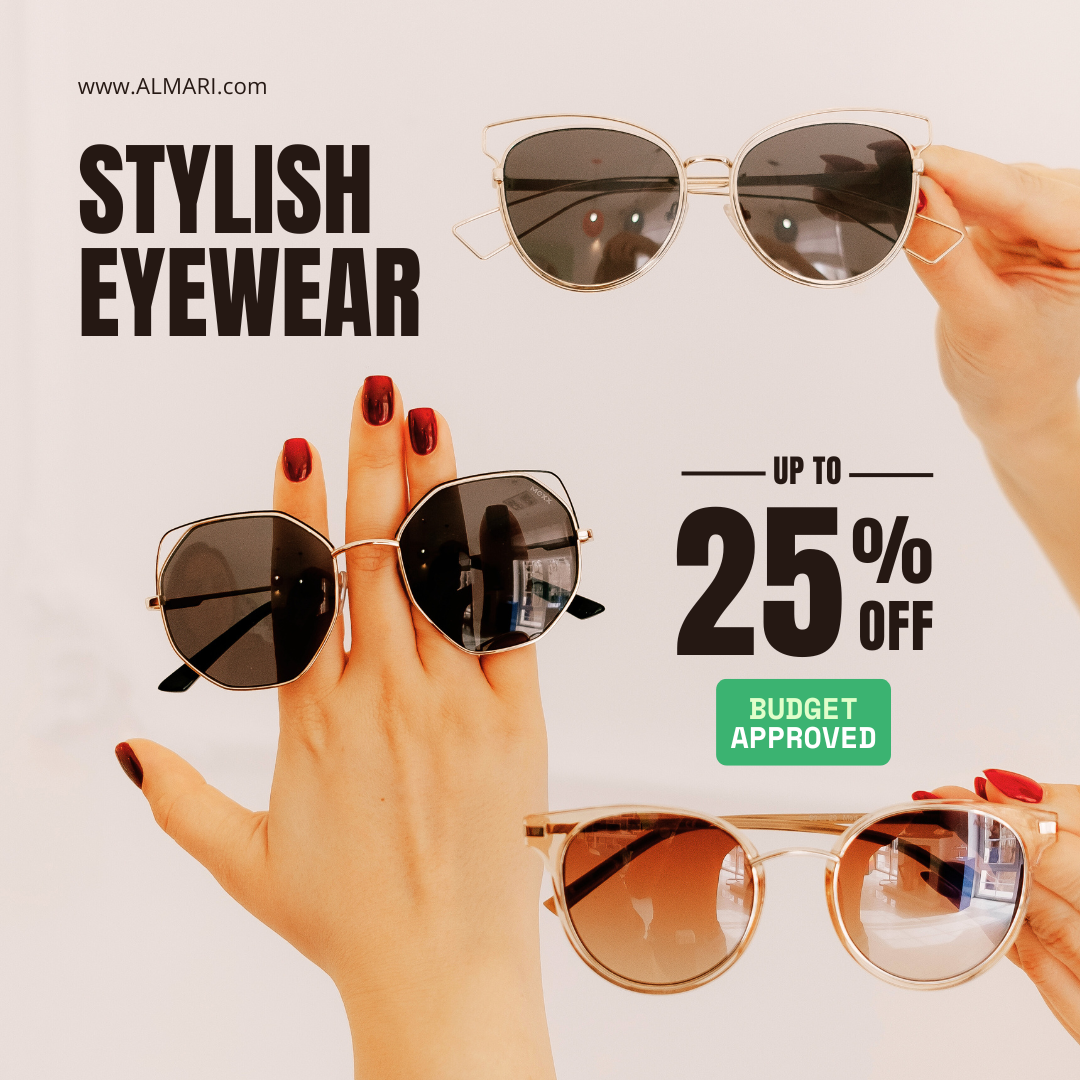 www.ALMARI.com
STYLISH
EYEWEAR
UP TO
25%
OFF
BUDGET
APPROVED